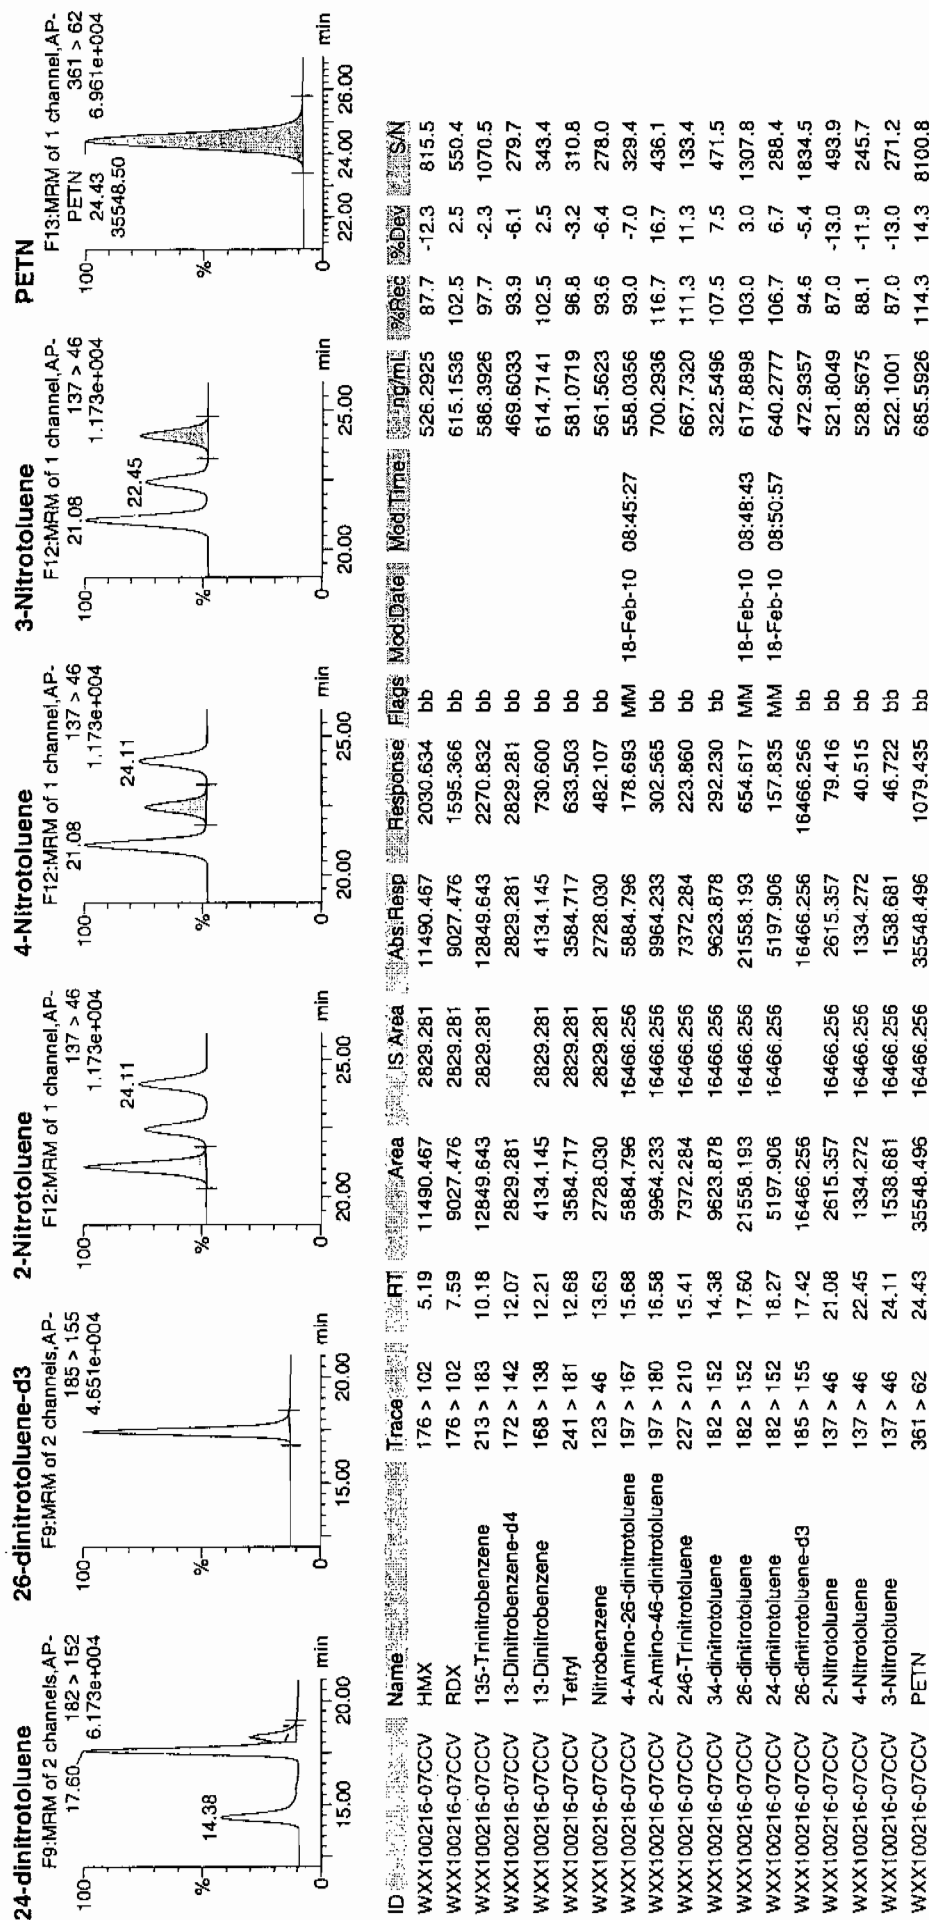 24-dinitrotoluene
F9:MRM of 2 channels,AP-
182 > 152
6.173e+004
17.60
14.38
100
%
15.00
20.00
min
26-dinitrotoluene-d3
F9:MRM of 2 channels,AP-
185 > 155
4.651e+004
100
%
0
15.00
20.00
min
2-Nitrotoluene
F12:MRM of 1 channel,AP-
137 > 46
1.173e+004
24.11
100
%
0
20.00
25.00
min
4-Nitrotoluene
F12:MRM of 1 channel,AP-
137 > 46
1.173e+004
21.08
24.11
100
%
0
20.00
25.00
min
3-Nitrotoluene
F12:MRM of 1 channel,AP-
137 > 46
1.173e+004
21.08
22.45
100
%
0
20.00
25.00
min
PETN
F13:MRM of 1 channel,AP-
361 > 62
6.961e+004
PETN
24.43
35548.50
100
%
0
22.00
24.00
26.00
min
ID Name Trace RT Area IS Area Abs.Resp Response Flags Mod.Date Mod.Time ng/mL %Rec %Dev S/N
WXX100216-07CCV HMX 176 > 102 5.19 11490.467 2829.281 11490.467 2030.634 bb 526.2925 87.7 -12.3 815.5
WXX100216-07CCV RDX 176 > 102 7.59 9027.476 2829.281 9027.476 1595.366 bb 615.1536 102.5 2.5 550.4
WXX100216-07CCV 135-Trinitrobenzene 213 > 183 10.18 12849.643 2829.281 12849.643 2270.832 bb 586.3926 97.7 -2.3 1070.5
WXX100216-07CCV 13-Dinitrobenzene-d4 172 > 142 12.07 2829.281 2829.281 2829.281 bb 469.6033 93.9 -6.1 279.7
WXX100216-07CCV 13-Dinitrobenzene 168 > 138 12.21 4134.145 2829.281 4134.145 730.600 bb 614.7141 102.5 2.5 343.4
WXX100216-07CCV Tetryl 241 > 181 12.68 3584.717 2829.281 3584.717 633.503 bb 581.0719 96.8 -3.2 310.8
WXX100216-07CCV Nitrobenzene 123 > 46 13.63 2728.030 2829.281 2728.030 482.107 bb 561.5623 93.6 -6.4 278.0
WXX100216-07CCV 4-Amino-26-dinitrotoluene 197 > 167 15.68 5884.796 16466.256 5884.796 178.693 MM 18-Feb-10 08:45:27 558.0356 93.0 -7.0 329.4
WXX100216-07CCV 2-Amino-46-dinitrotoluene 197 > 180 16.58 9964.233 16466.256 9964.233 302.565 bb 700.2936 116.7 16.7 436.1
WXX100216-07CCV 246-Trinitrotoluene 227 > 210 15.41 7372.284 16466.256 7372.284 223.860 bb 667.7320 111.3 11.3 133.4
WXX100216-07CCV 34-dinitrotoluene 182 > 152 14.38 9623.878 16466.256 9623.878 292.230 bb 322.5496 107.5 7.5 471.5
WXX100216-07CCV 26-dinitrotoluene 182 > 152 17.60 21558.193 16466.256 21558.193 654.617 MM 18-Feb-10 08:48:43 617.8898 103.0 3.0 1307.8
WXX100216-07CCV 24-dinitrotoluene 182 > 152 18.27 5197.906 16466.256 5197.906 157.835 MM 18-Feb-10 08:50:57 640.2777 106.7 6.7 288.4
WXX100216-07CCV 26-dinitrotoluene-d3 185 > 155 17.42 16466.256 16466.256 16466.256 bb 472.9357 94.6 -5.4 1834.5
WXX100216-07CCV 2-Nitrotoluene 137 > 46 21.08 2615.357 16466.256 2615.357 79.416 bb 521.8049 87.0 -13.0 493.9
WXX100216-07CCV 4-Nitrotoluene 137 > 46 22.45 1334.272 16466.256 1334.272 40.515 bb 528.5675 88.1 -11.9 245.7
WXX100216-07CCV 3-Nitrotoluene 137 > 46 24.11 1538.681 16466.256 1538.681 46.722 bb 522.1001 87.0 -13.0 271.2
WXX100216-07CCV PETN 361 > 62 24.43 35548.496 16466.256 35548.496 1079.435 bb 685.5926 114.3 14.3 8100.8